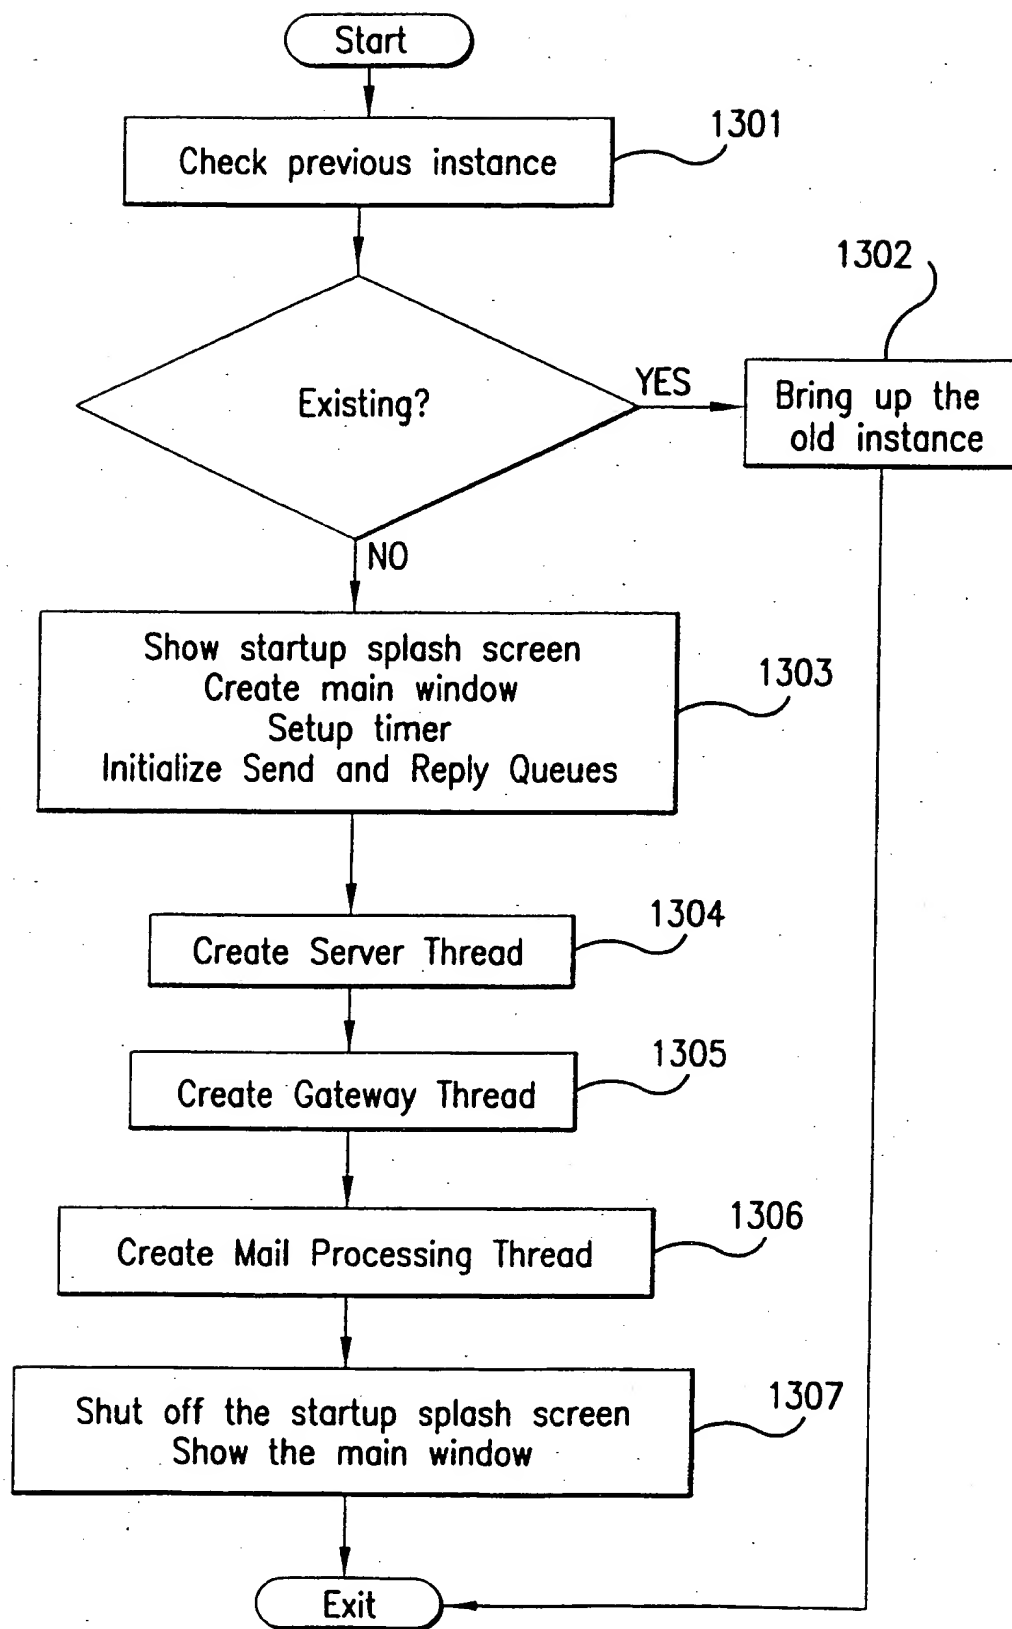 Start
1301
Check previous instance
1302
Existing?
YES
Bring up the
old instance
NO
Show startup splash screen
Create main window
Setup timer
Initialize Send and Reply Queues
1303
1304
Create Server Thread
1305
Create Gateway Thread
1306
Create Mail Processing Thread
1307
Shut off the startup splash screen
Show the main window
Exit